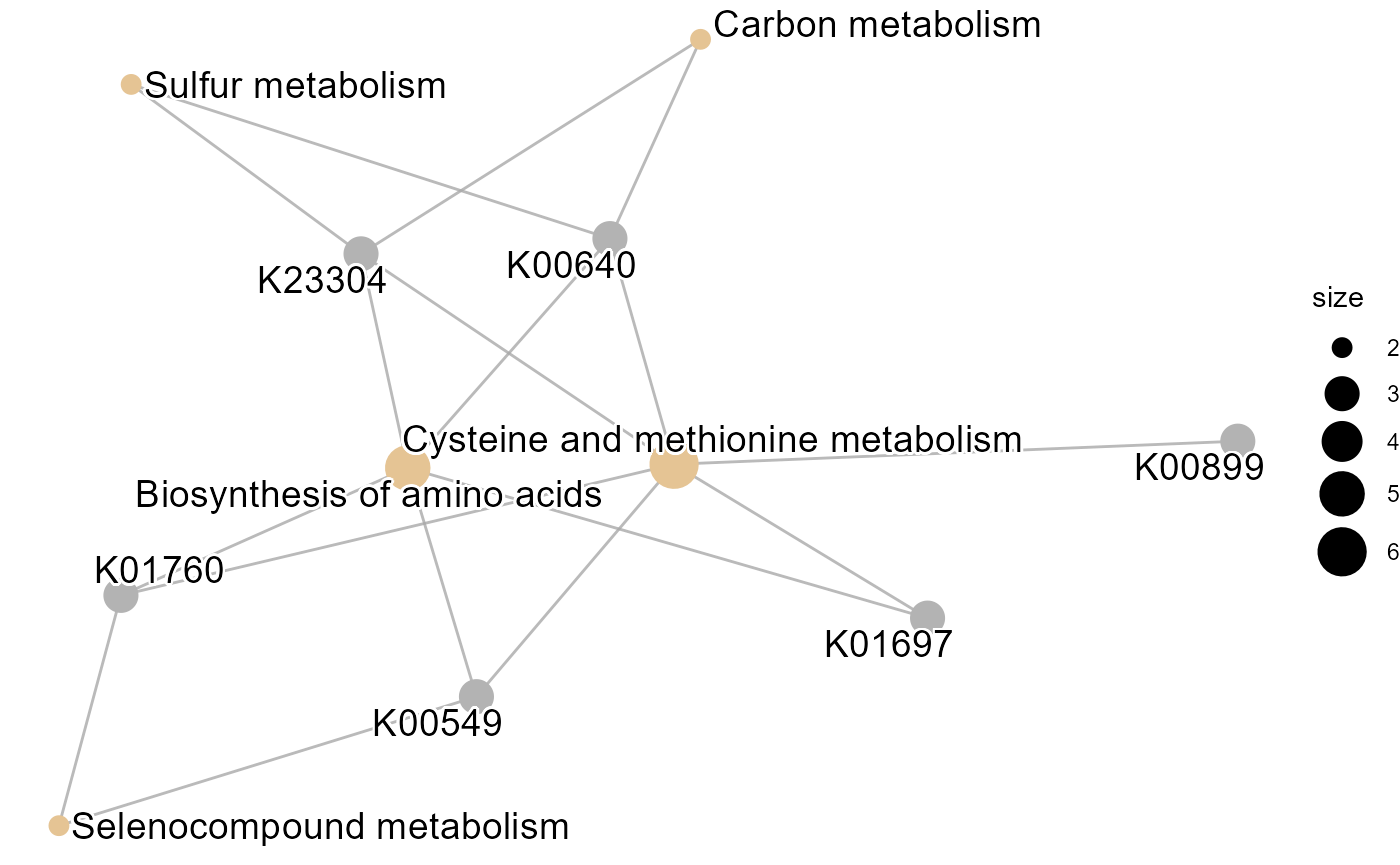 Carbon metabolism
Sulfur metabolism
K23304
K00640
size
2
3
4
5
6
Cysteine and methionine metabolism
K00899
Biosynthesis of amino acids
K01760
K01697
K00549
Selenocompound metabolism